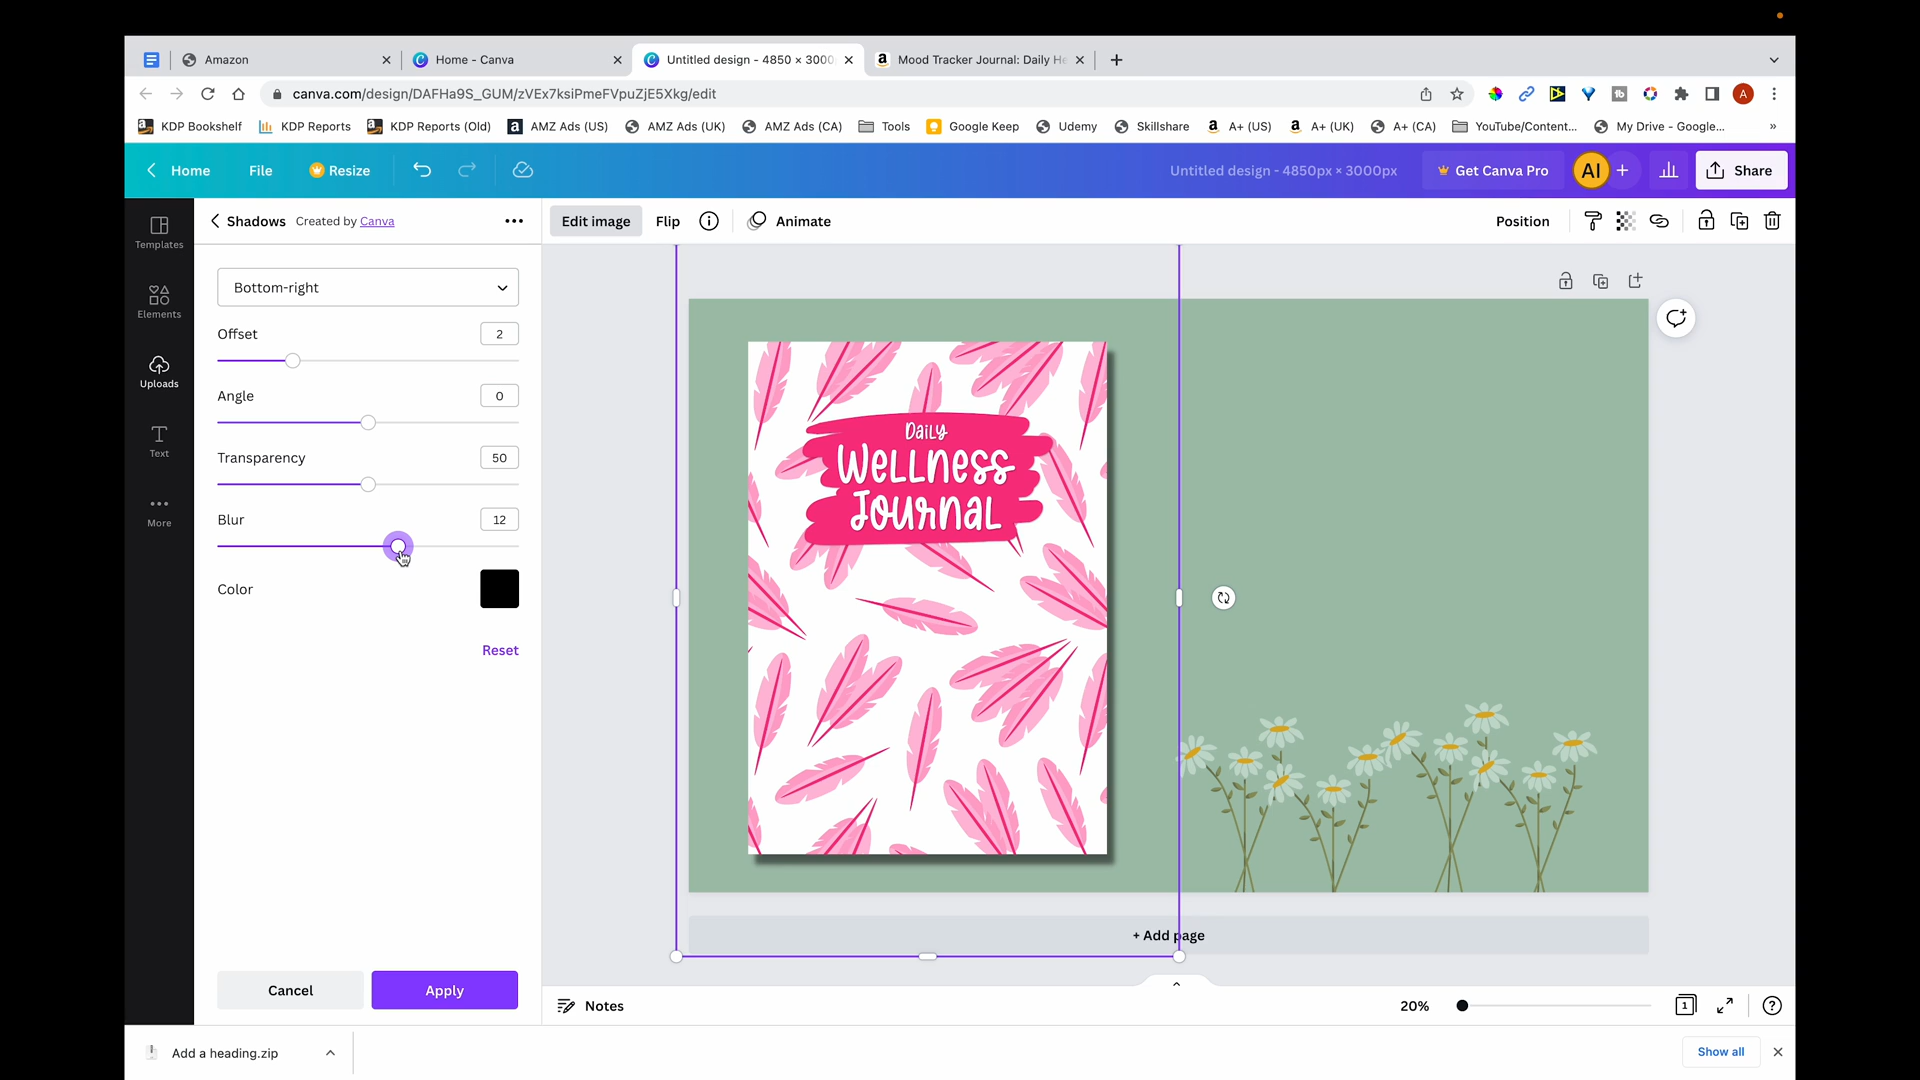 Amazon
Home - Canva
Untitled design - 4850 × 3000
Mood Tracker Journal: Daily He
canva.com/design/DAFHa9S_GUM/zVEx7ksiPmeFVpuZjE5Xkg/edit
A
KDP Bookshelf
KDP Reports
KDP Reports (Old)
AMZ Ads (US)
AMZ Ads (UK)
AMZ Ads (CA)
Tools
Google Keep
Udemy
Skillshare
A+ (US)
A+ (UK)
A+ (CA)
YouTube/Content...
My Drive - Google...
»
Home
File
Resize
Untitled design - 4850px × 3000px
Get Canva Pro
AI
Share
Templates
Elements
Uploads
Text
More
Shadows
Created by Canva
Edit image
Flip
Animate
Position
Bottom-right
Offset
2
Angle
0
Transparency
50
Blur
12
Color
Reset
Cancel
Apply
Daily
Wellness
Journal
+ Add page
Notes
20%
1
Add a heading.zip
Show all